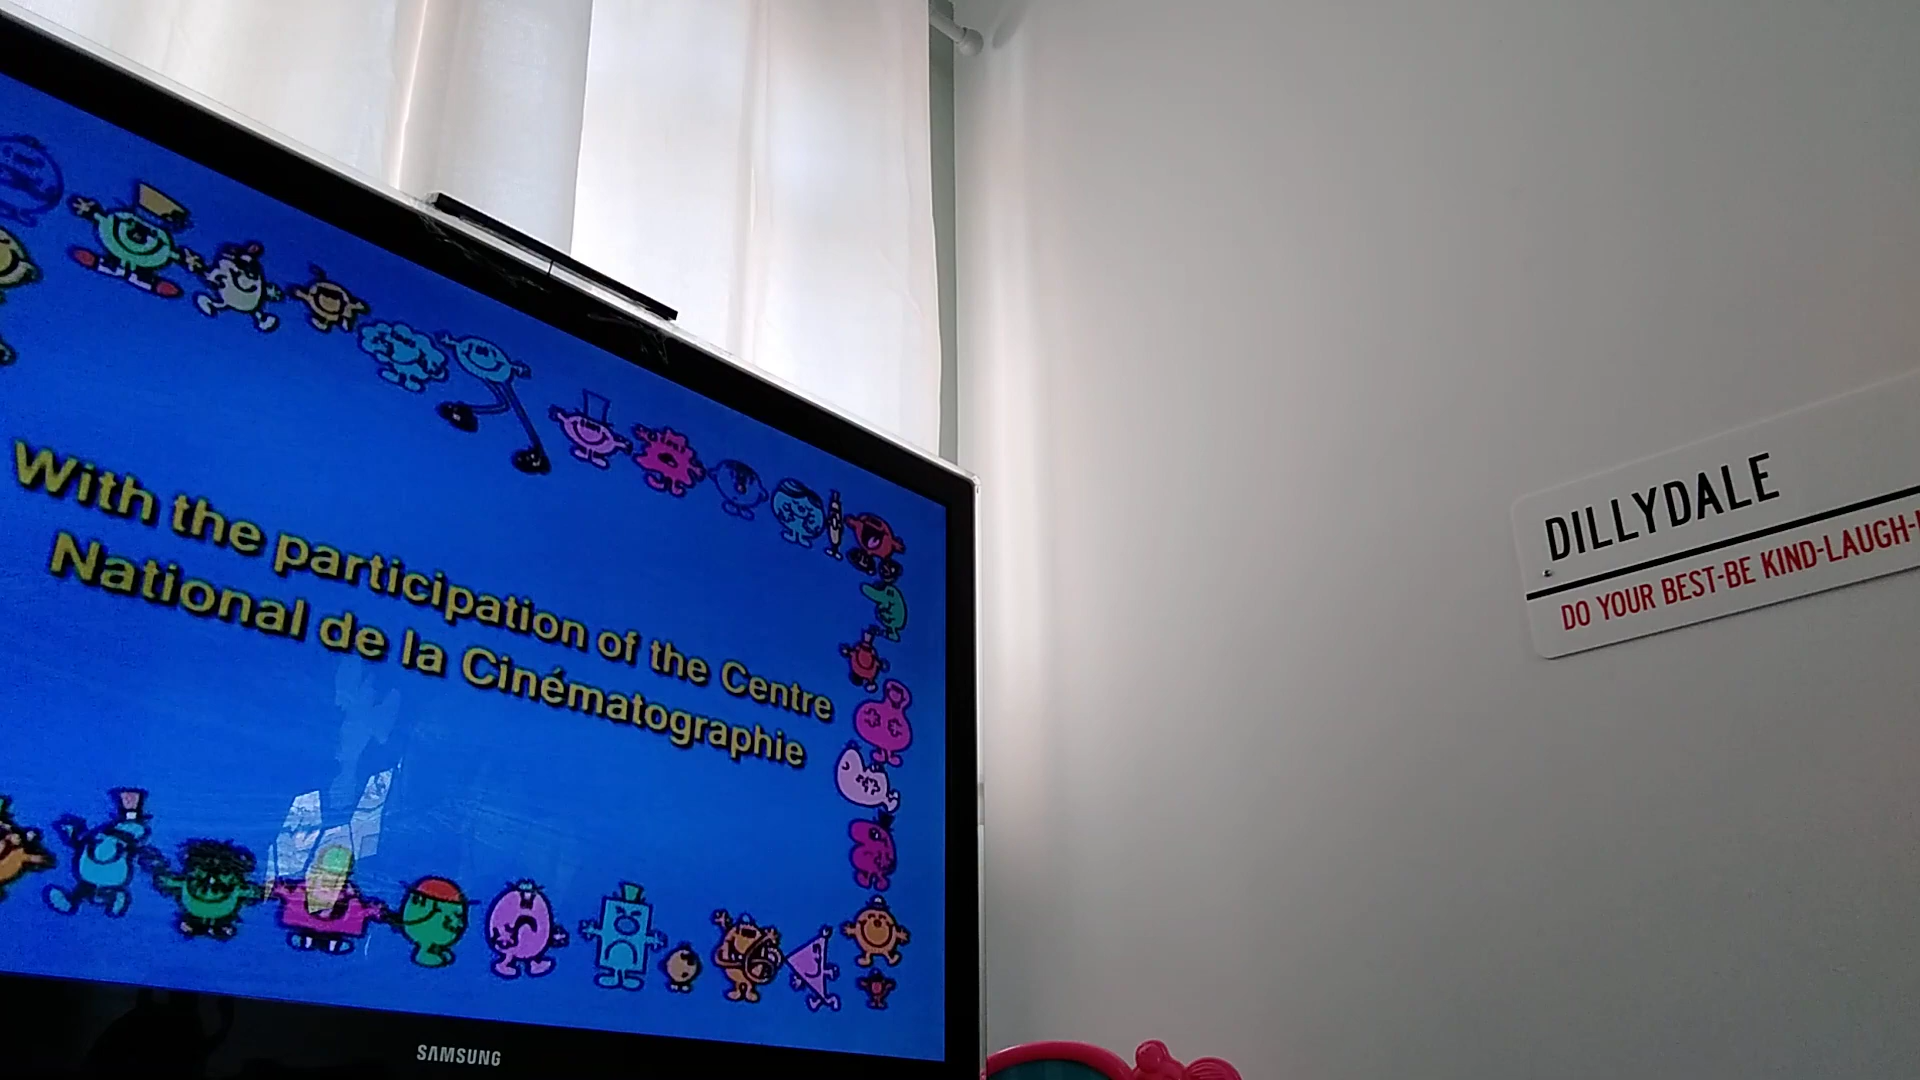 With the participation of the Centre
National de la Cinématographie
SAMSUNG
DILLYDALE
DO YOUR BEST-BE KIND-LAUGH-